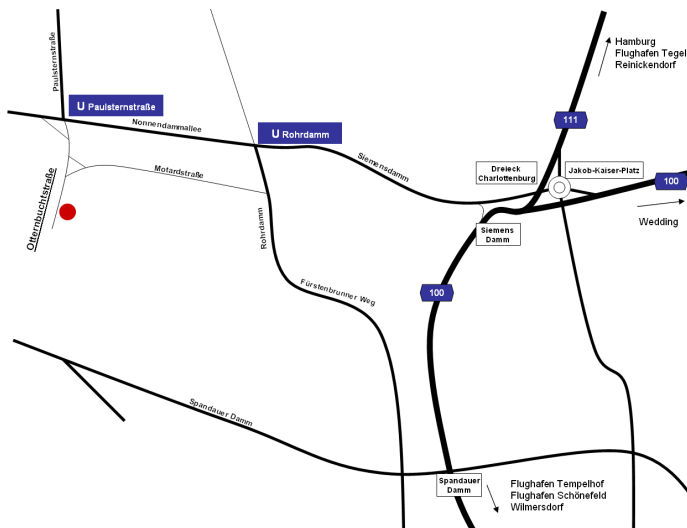 Hamburg
Flughafen Tegel
Reinickendorf
Paulsternstraße
U Paulsternstraße
Nonnendammallee
U Rohrdamm
111
Siemensdamm
Dreieck
Charlottenburg
Jakob-Kaiser-Platz
100
Motardstraße
Otternbuchtstraße
Rohrdamm
Wedding
Siemens
Damm
100
Fürstenbrunner Weg
Spandauer Damm
Spandauer
Damm
Flughafen Tempelhof
Flughafen Schönefeld
Wilmersdorf